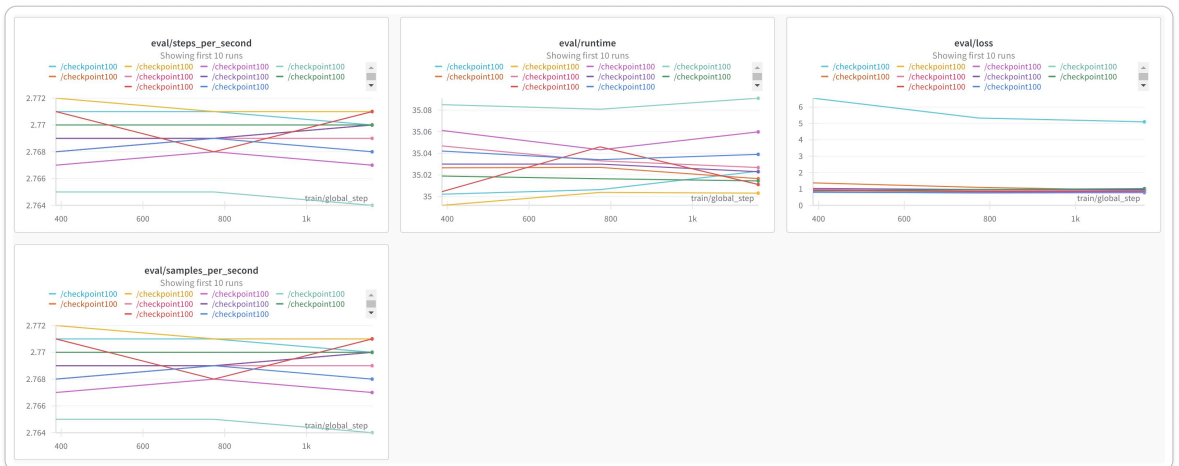 eval/steps_per_second
Showing first 10 runs
/checkpoint100 /checkpoint100 /checkpoint100 /checkpoint100
/checkpoint100 /checkpoint100 /checkpoint100 /checkpoint100
/checkpoint100 /checkpoint100
2.772
2.77
2.768
2.766
2.764
train/global_step
400 600 800 1k
eval/runtime
Showing first 10 runs
/checkpoint100 /checkpoint100 /checkpoint100 /checkpoint100
/checkpoint100 /checkpoint100 /checkpoint100 /checkpoint100
/checkpoint100 /checkpoint100
35.08
35.06
35.04
35.02
35
train/global_step
400 600 800 1k
eval/loss
Showing first 10 runs
/checkpoint100 /checkpoint100 /checkpoint100 /checkpoint100
/checkpoint100 /checkpoint100 /checkpoint100 /checkpoint100
/checkpoint100 /checkpoint100
6
5
4
3
2
1
0
train/global_step
400 600 800 1k
eval/samples_per_second
Showing first 10 runs
/checkpoint100 /checkpoint100 /checkpoint100 /checkpoint100
/checkpoint100 /checkpoint100 /checkpoint100 /checkpoint100
/checkpoint100 /checkpoint100
2.772
2.77
2.768
2.766
2.764
train/global_step
400 600 800 1k